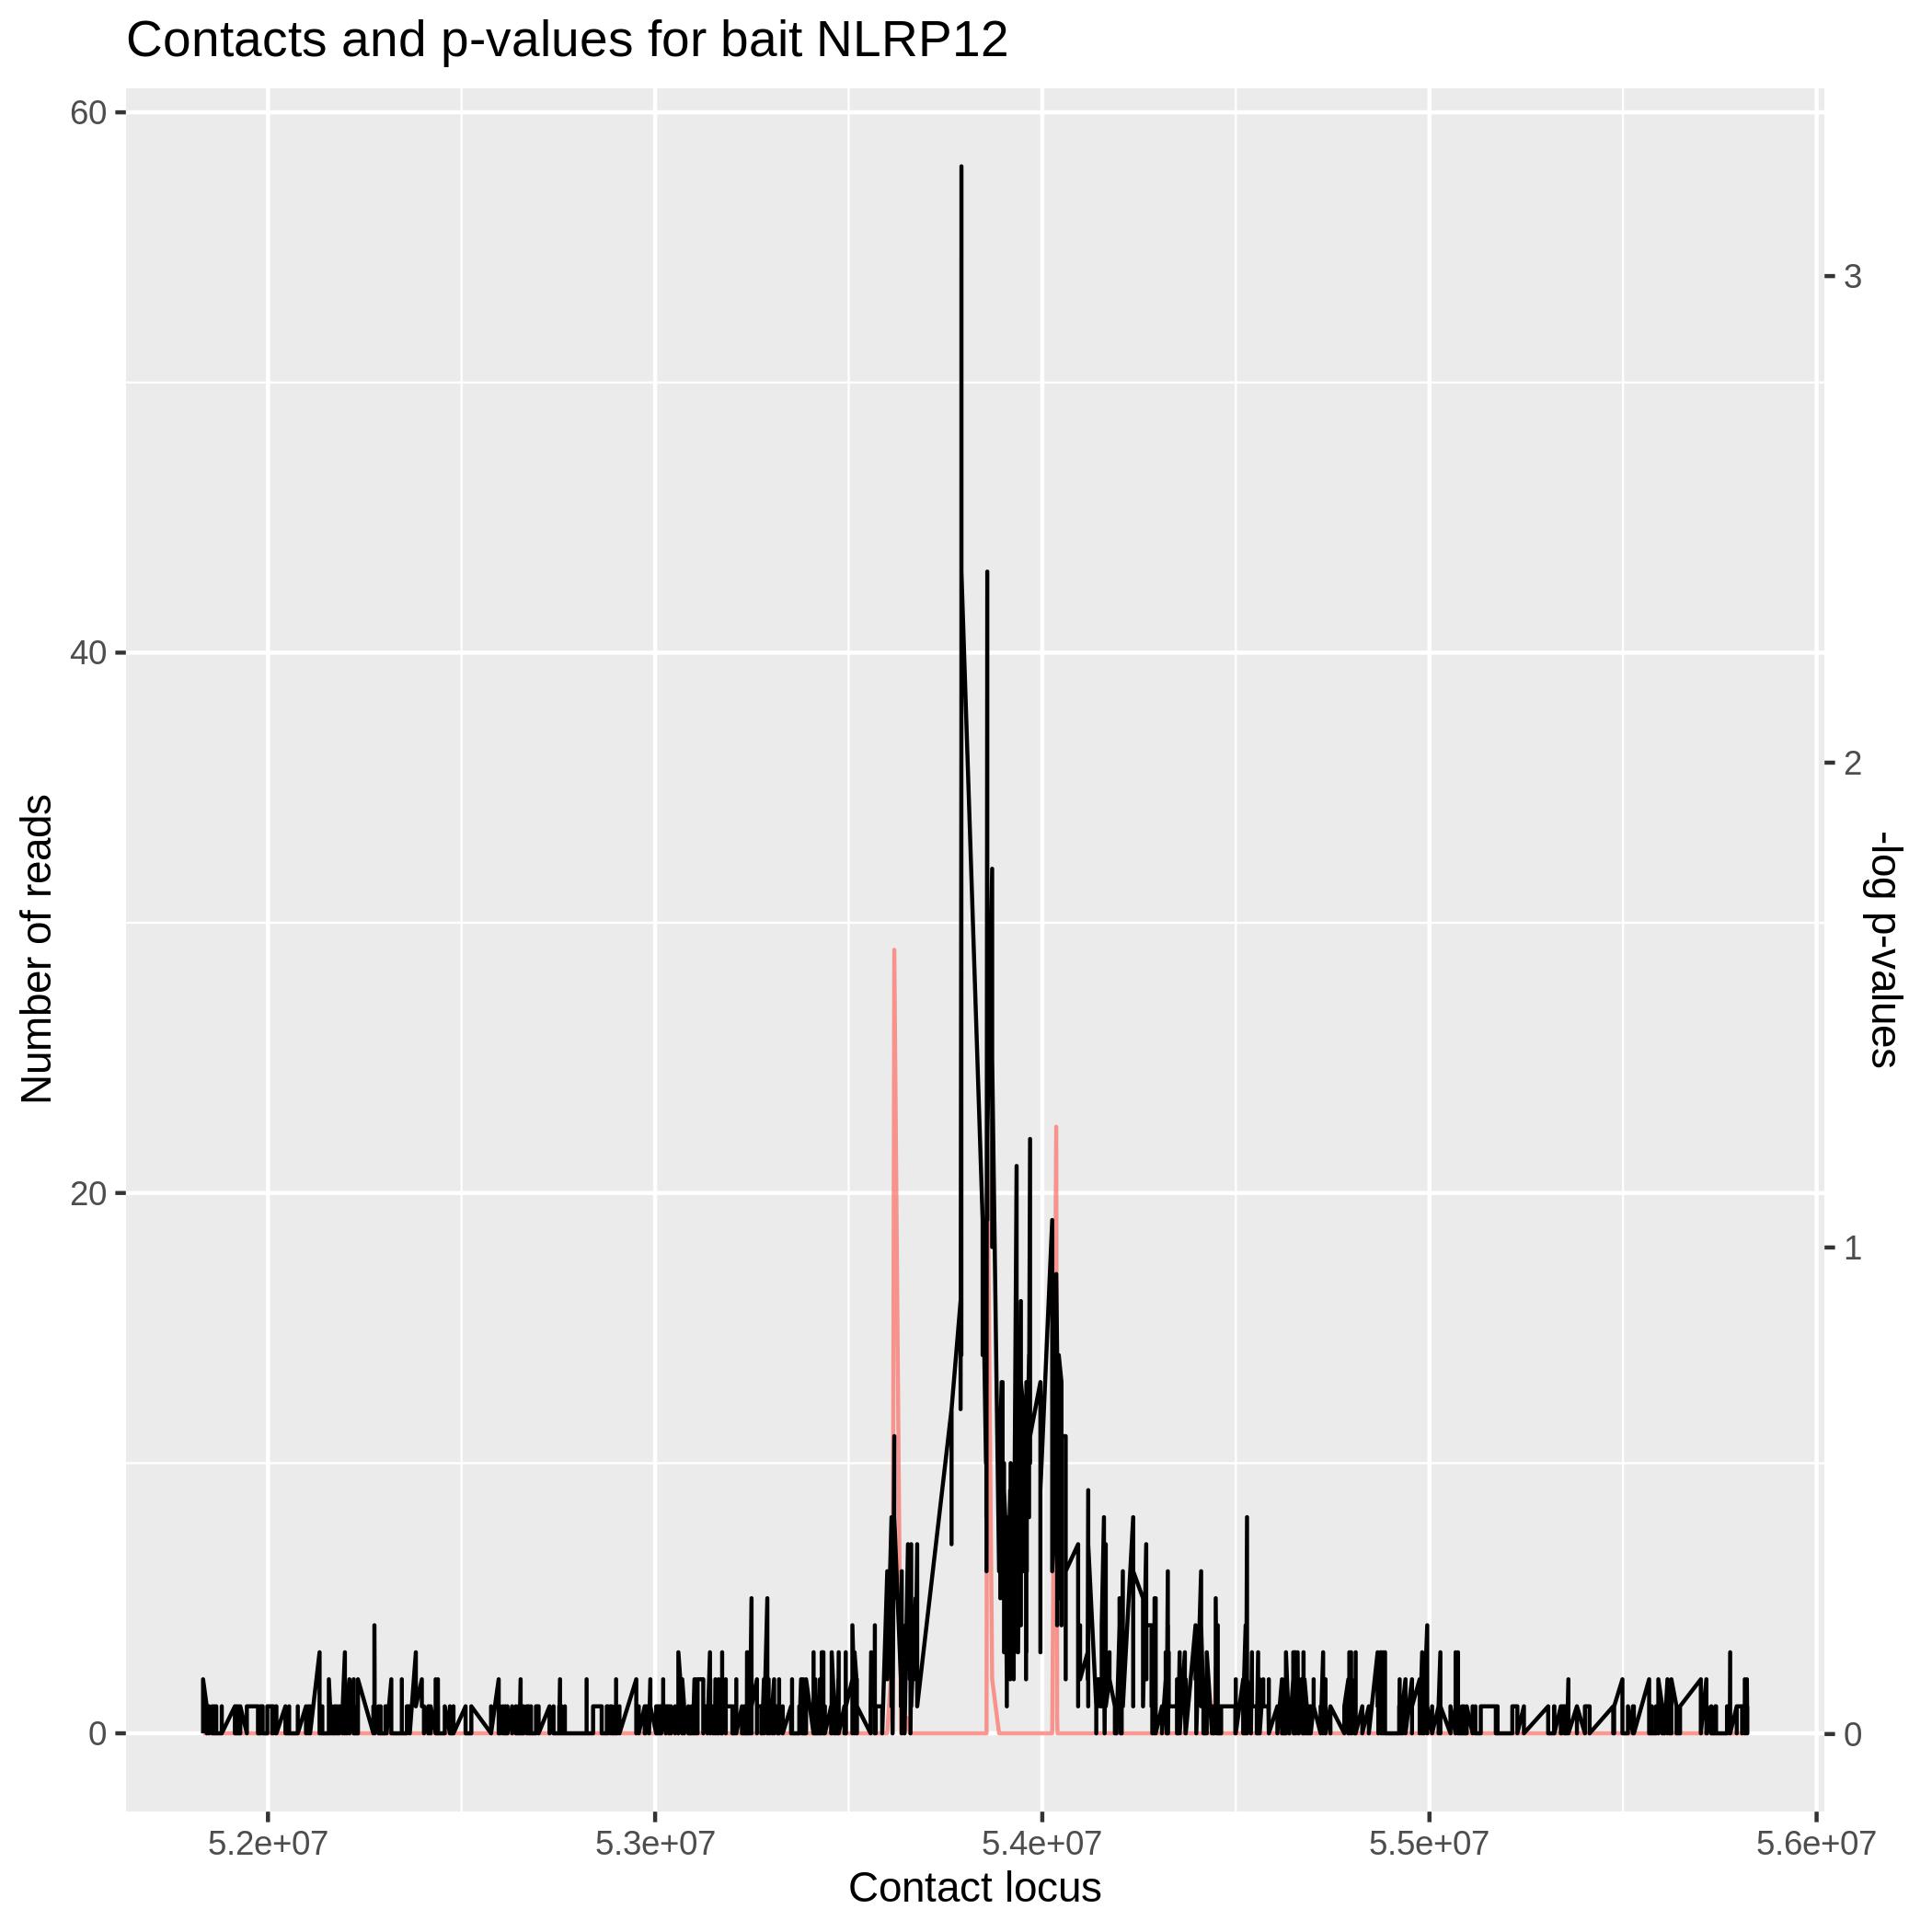 Contacts and p-values for bait NLRP12
60
40
20
0
Number of reads
3
2
1
0
-log p-values
5.2e+07 5.3e+07 5.4e+07 5.5e+07 5.6e+07
Contact locus